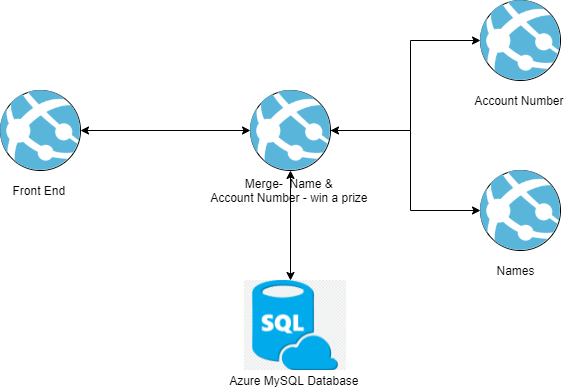 Account Number
Front End
Merge- Name &
Account Number - win a prize
Names
SQL
Azure MySQL Database